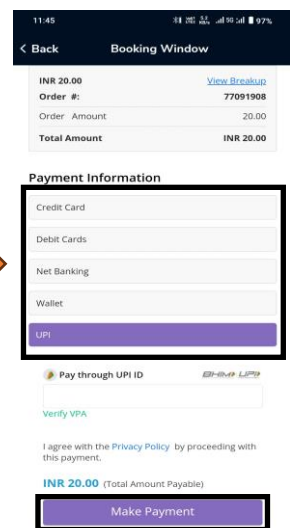 11:45
5G
97%
< Back Booking Window
INR 20.00 View Breakup
Order #: 77091908
Order Amount 20.00
Total Amount INR 20.00
Payment Information
Credit Card
Debit Cards
Net Banking
Wallet
UPI
Pay through UPI ID BHIM UPI
Verify VPA
I agree with the Privacy Policy by proceeding with
this payment.
INR 20.00 (Total Amount Payable)
Make Payment